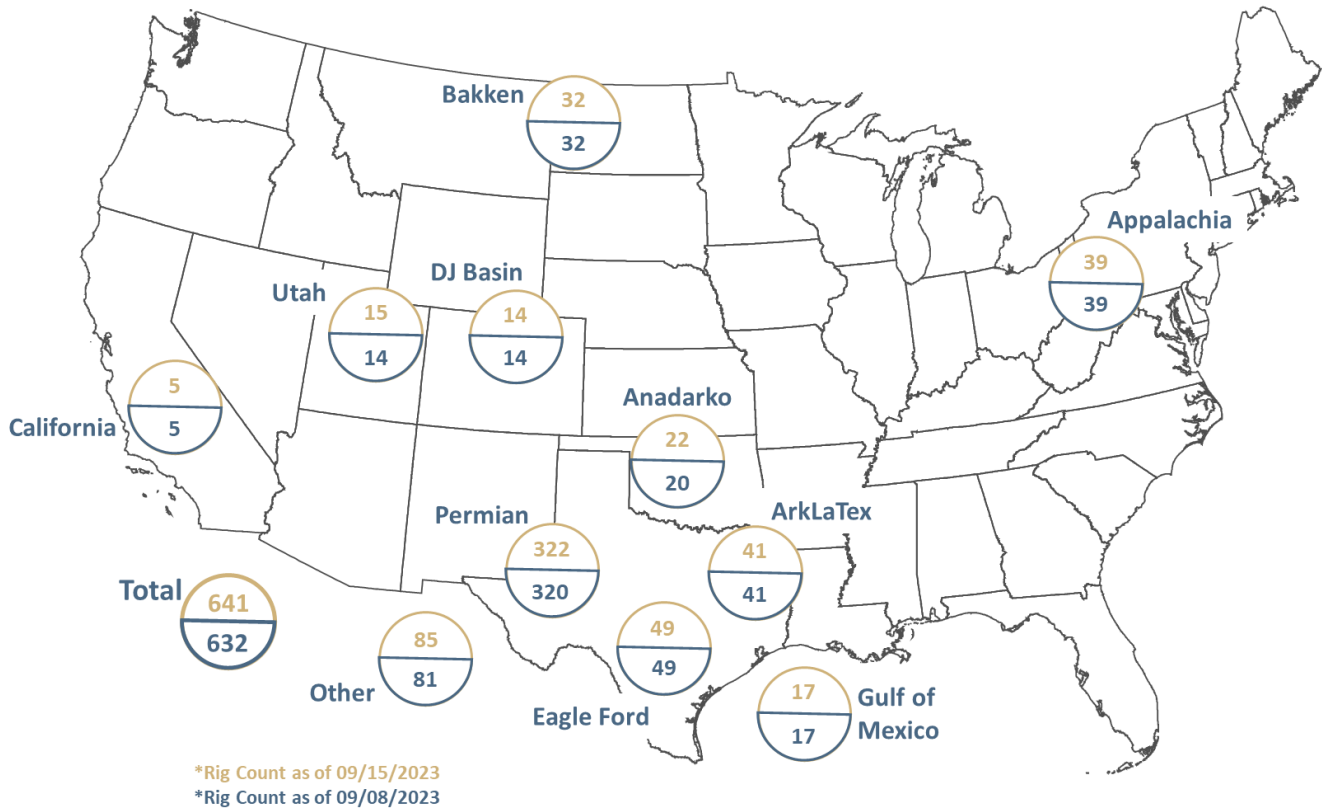 Bakken
32
32
Appalachia
39
39
DJ Basin
14
14
Utah
15
14
California
5
5
Anadarko
22
20
Permian
322
320
ArkLaTex
41
41
Total
641
632
Other
85
81
Eagle Ford
49
49
17
17
Gulf of
Mexico
*Rig Count as of 09/15/2023
*Rig Count as of 09/08/2023